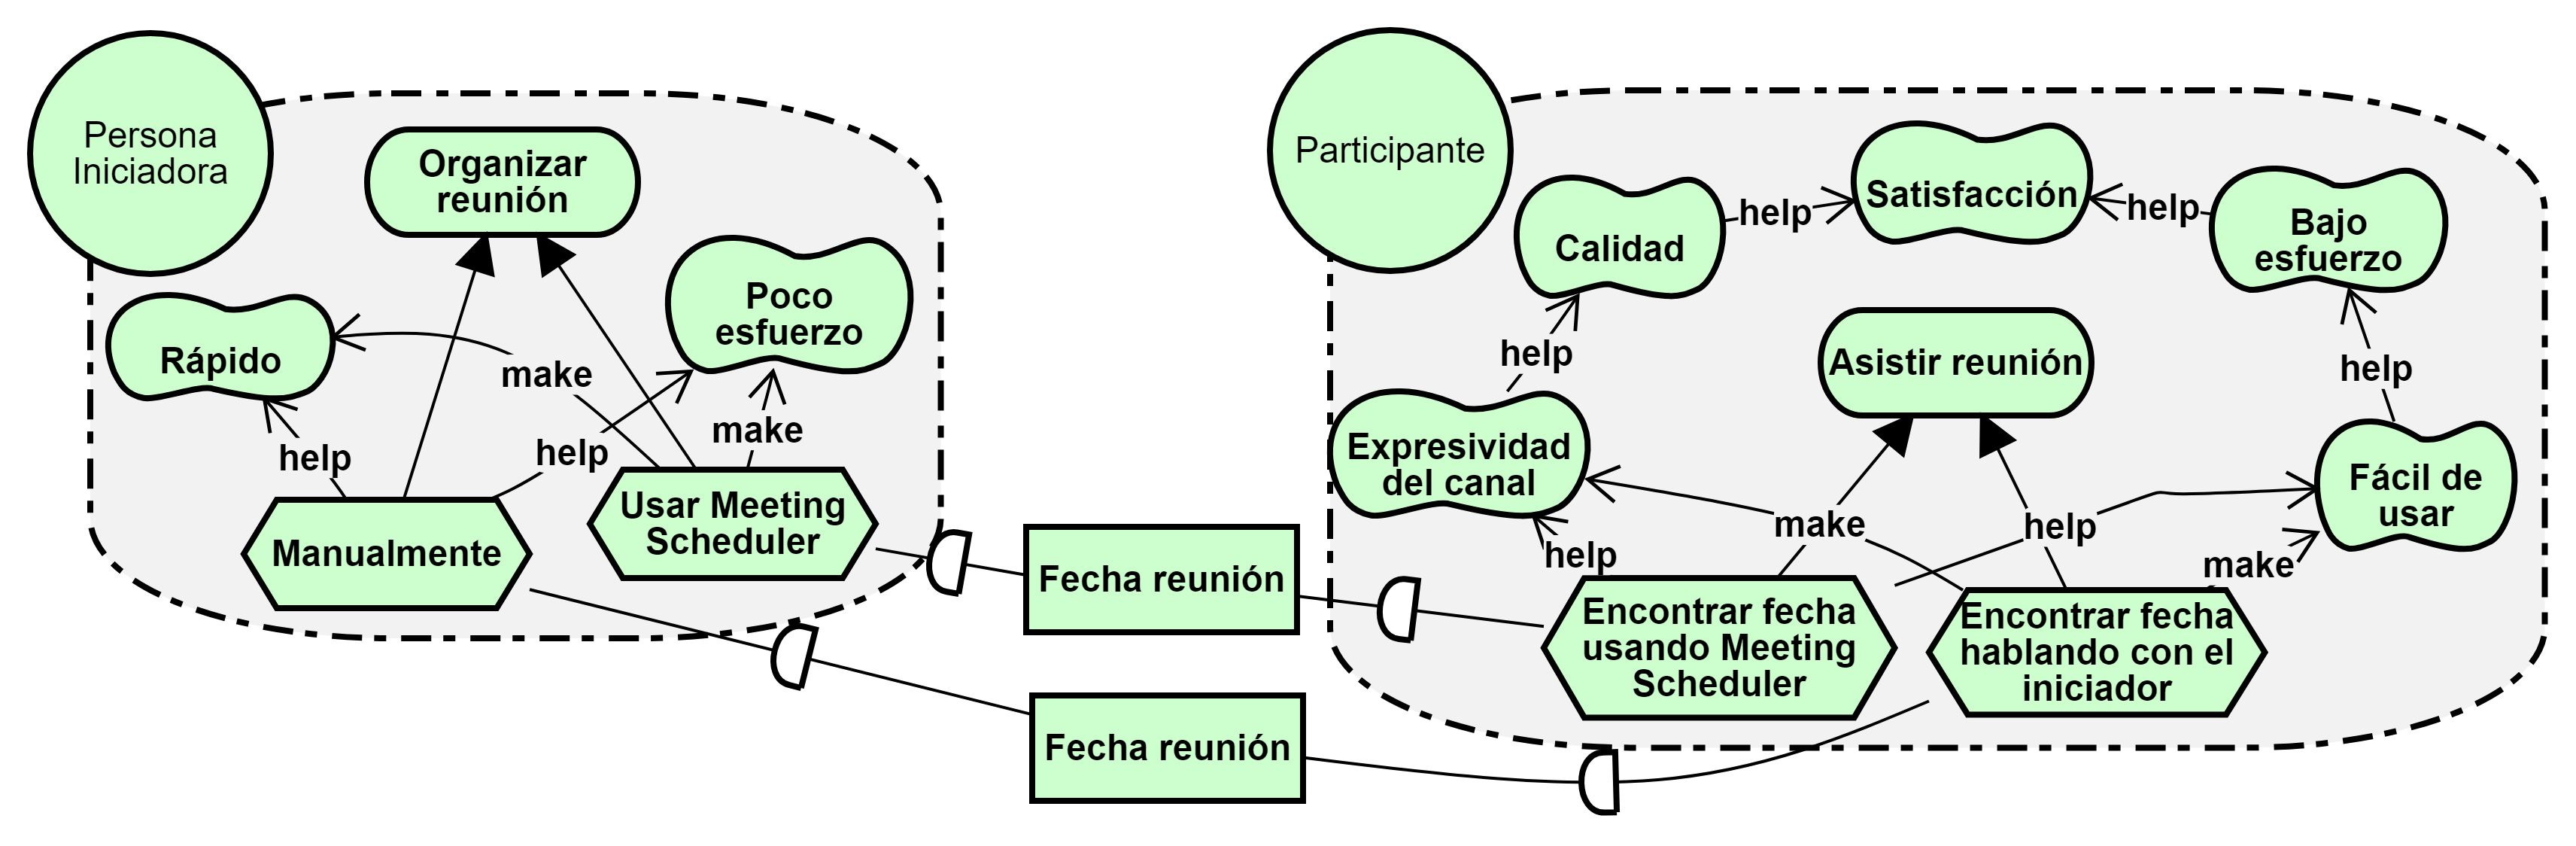 Persona
Iniciadora
Organizar
reunión
Poco
esfuerzo
Rápido
make
make
help
help
Usar Meeting
Scheduler
Manualmente
Fecha reunión
Fecha reunión
Participante
Satisfacción
Calidad
help
help
Bajo
esfuerzo
help
Asistir reunión
help
Expresividad
del canal
Fácil de
usar
make
help
help
make
Encontrar fecha
usando Meeting
Scheduler
Encontrar fecha
hablando con el
iniciador